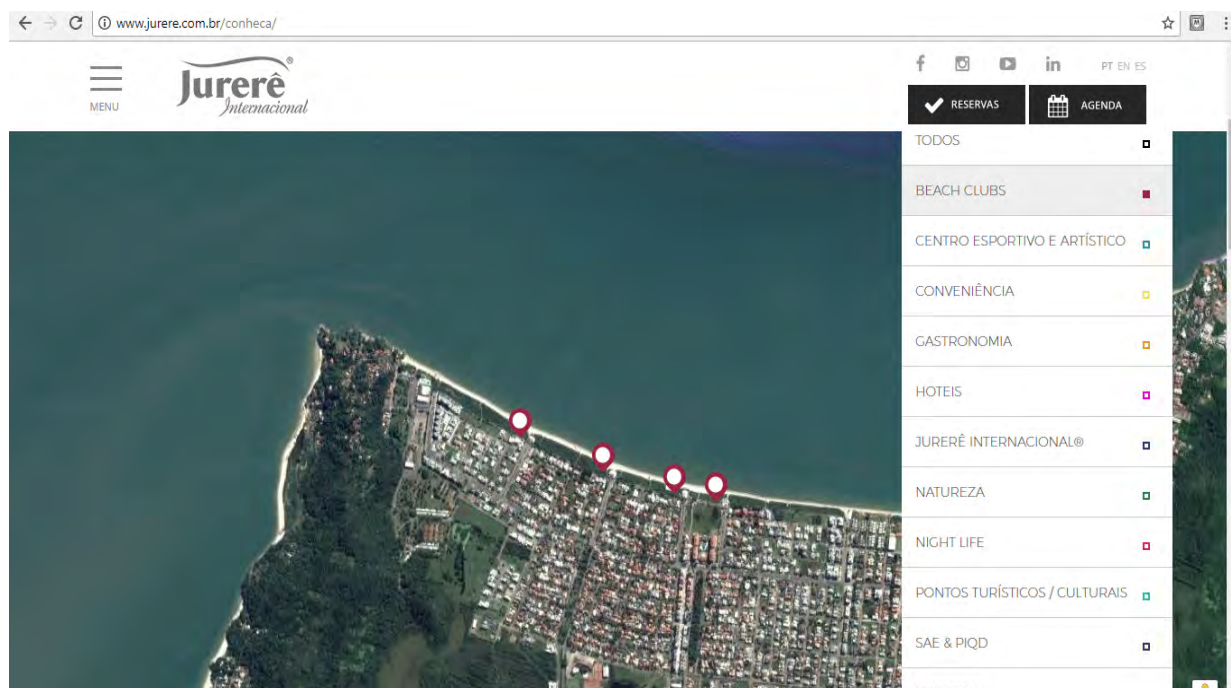 www.jurere.com.br/conheca/
MENU
Jurerê®
Internacional
PT EN ES
RESERVAS
AGENDA
TODOS
BEACH CLUBS
CENTRO ESPORTIVO E ARTÍSTICO
CONVENIÊNCIA
GASTRONOMIA
HOTEIS
JURERÊ INTERNACIONAL®
NATUREZA
NIGHT LIFE
PONTOS TURÍSTICOS / CULTURAIS
SAE & PIQD